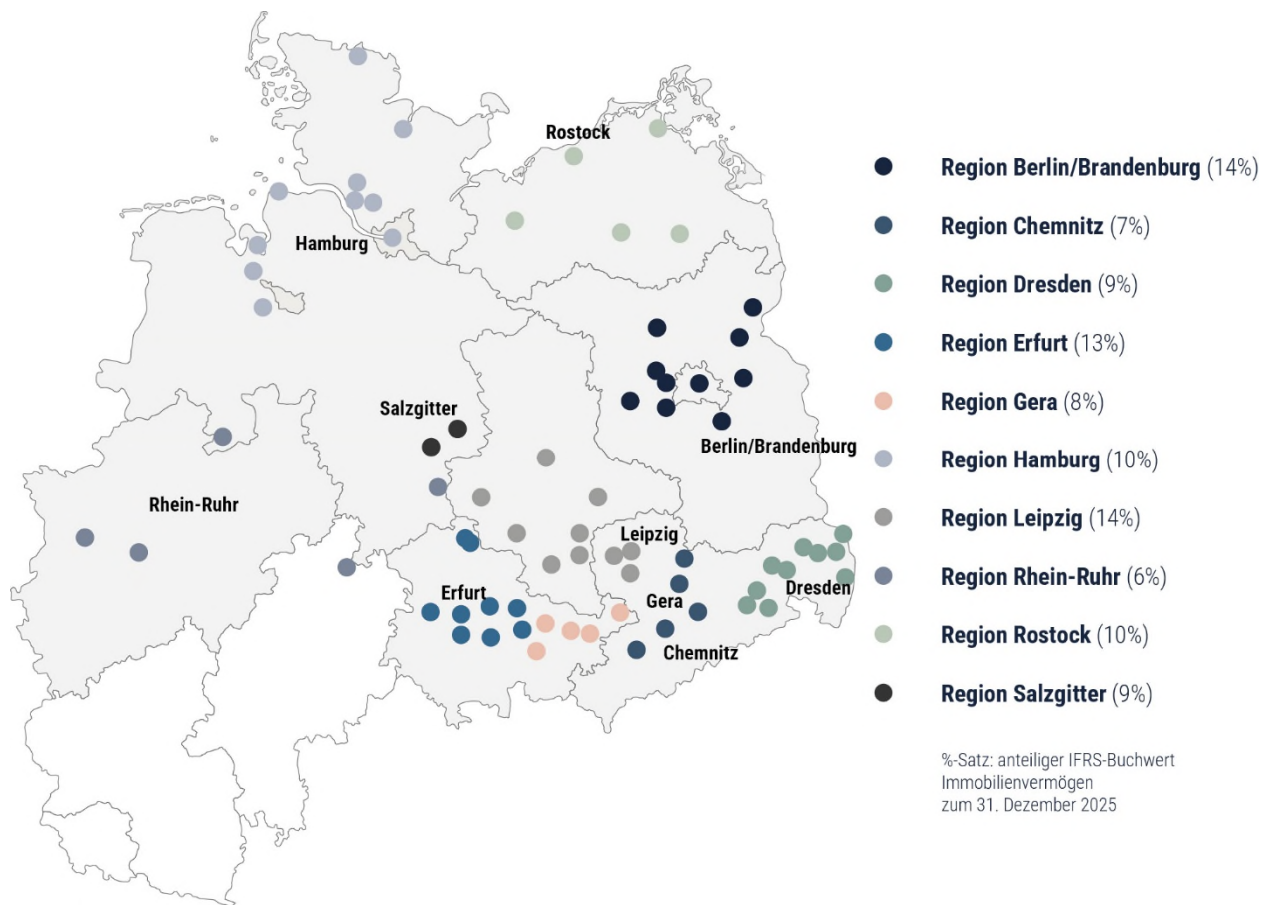 Rostock
Hamburg
Salzgitter
Berlin/Brandenburg
Rhein-Ruhr
Leipzig
Erfurt
Gera
Dresden
Chemnitz
Region Berlin/Brandenburg (14%)
Region Chemnitz (7%)
Region Dresden (9%)
Region Erfurt (13%)
Region Gera (8%)
Region Hamburg (10%)
Region Leipzig (14%)
Region Rhein-Ruhr (6%)
Region Rostock (10%)
Region Salzgitter (9%)
%-Satz: anteiliger IFRS-Buchwert
Immobilienvermögen
zum 31. Dezember 2025